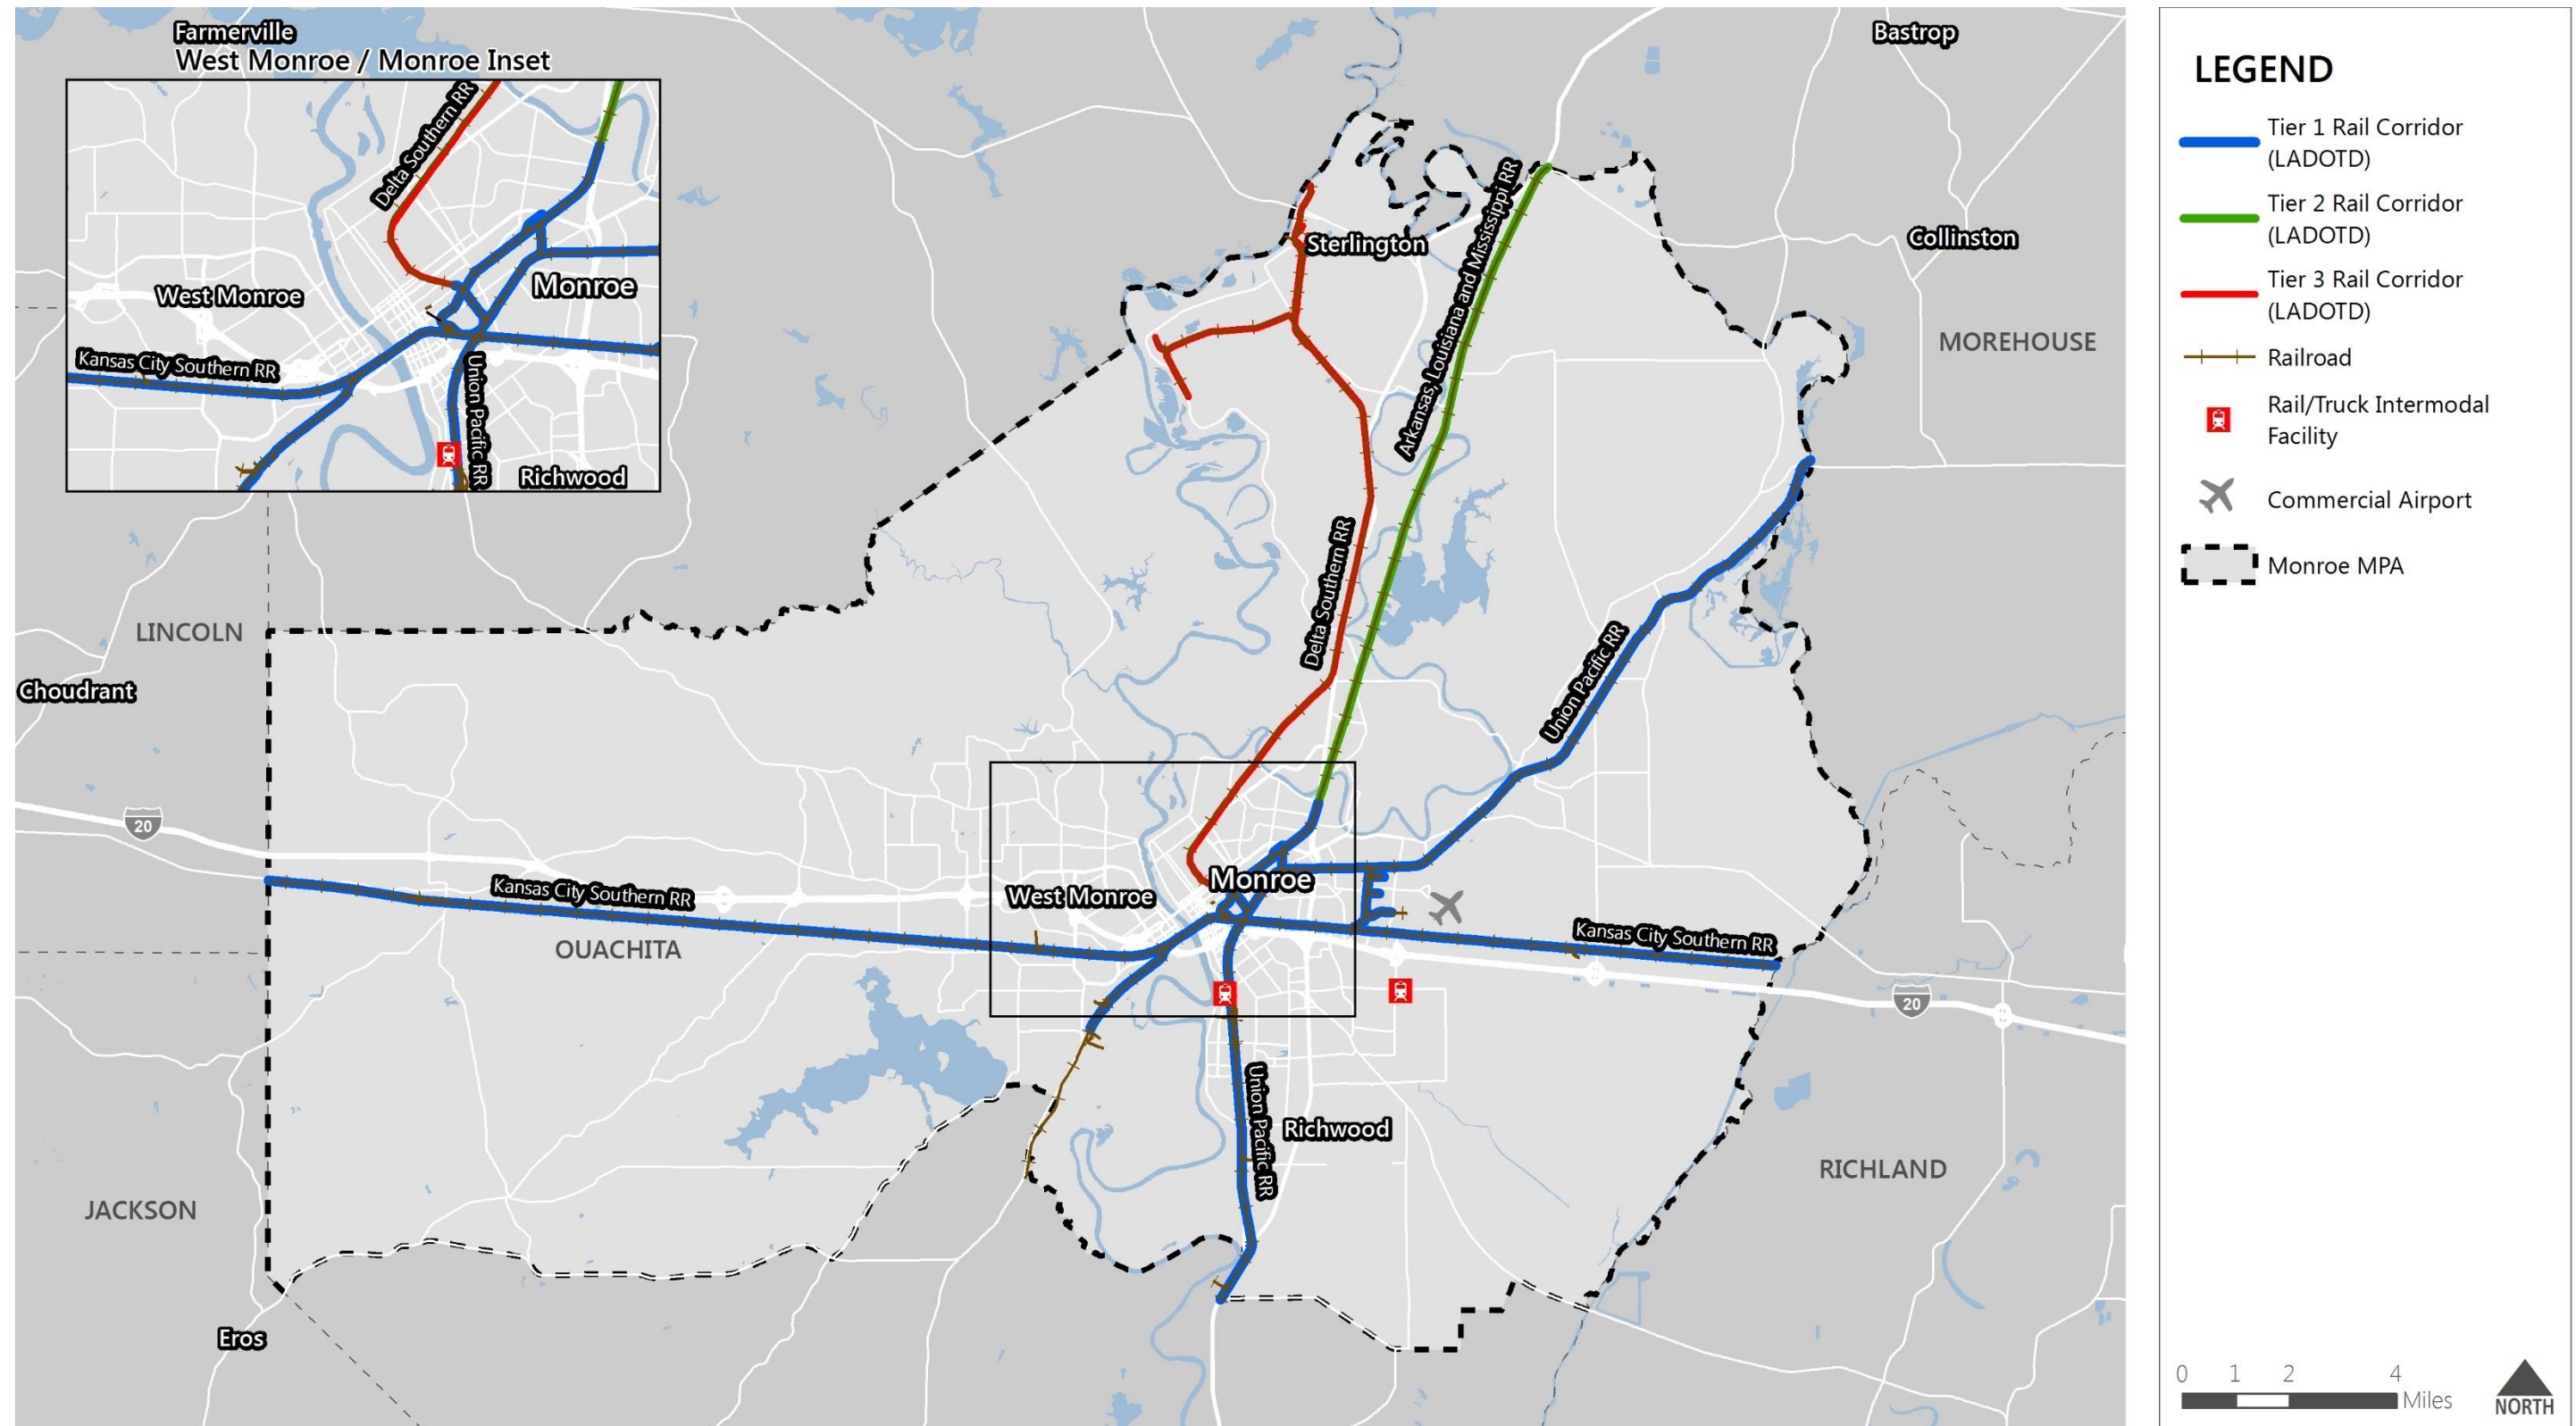 Farmerville
West Monroe / Monroe Inset
Delta Southern RR
West Monroe
Monroe
Kansas City Southern RR
Union Pacific RR
Richwood
Bastrop
Sterlington
Arkansas, Louisiana and Mississippi RR
Collinston
MOREHOUSE
Delta Southern RR
Union Pacific RR
LINCOLN
Choudrant
20
Kansas City Southern RR
OUACHITA
West Monroe
Monroe
Kansas City Southern RR
20
Union Pacific RR
Richwood
RICHLAND
JACKSON
Eros
LEGEND
Tier 1 Rail Corridor
(LADOTD)
Tier 2 Rail Corridor
(LADOTD)
Tier 3 Rail Corridor
(LADOTD)
Railroad
Rail/Truck Intermodal
Facility
Commercial Airport
Monroe MPA
0 1 2 4
Miles
NORTH